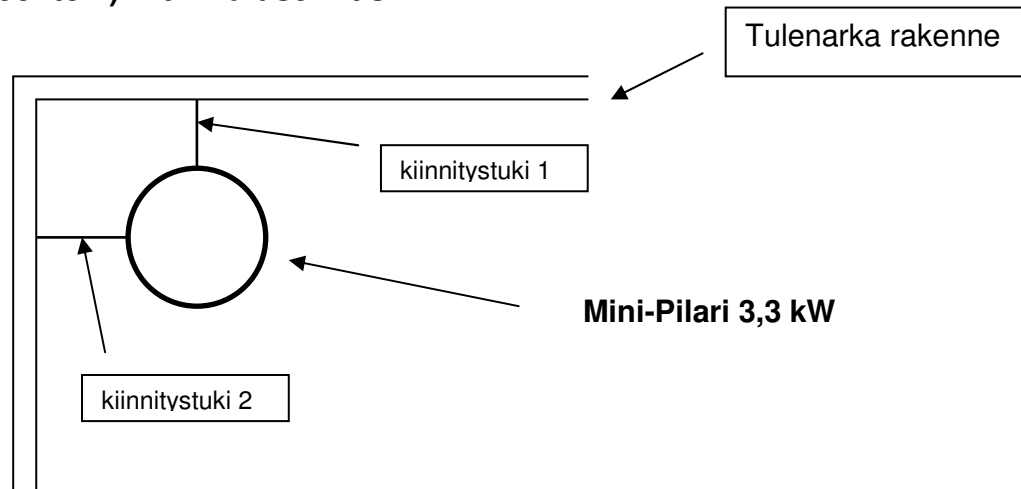 Tulenarka rakenne
kiinnitystuki 1
Mini-Pilari 3,3 kW
kiinnitystuki 2